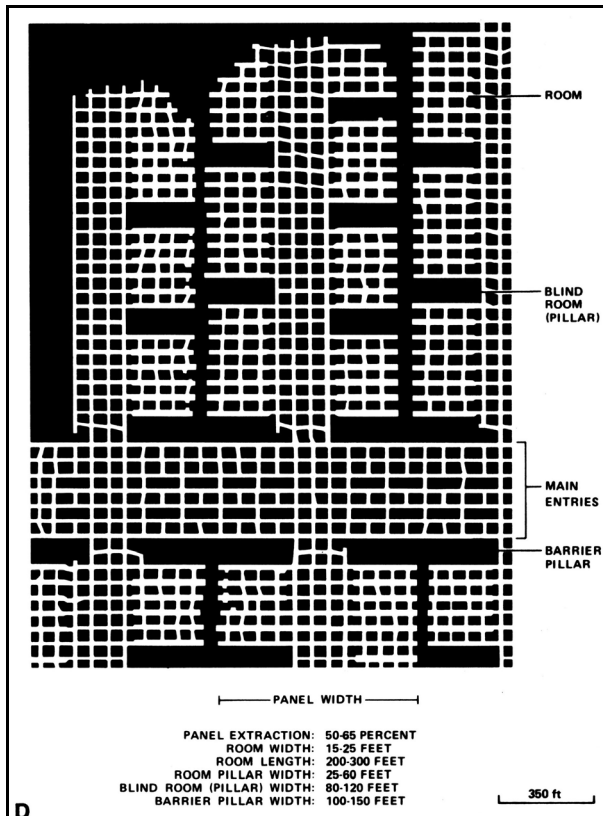 ROOM
BLIND
ROOM
(PILLAR)
MAIN
ENTRIES
BARRIER
PILLAR
PANEL WIDTH
PANEL EXTRACTION: 50-65 PERCENT
ROOM WIDTH: 15-25 FEET
ROOM LENGTH: 200-300 FEET
ROOM PILLAR WIDTH: 25-60 FEET
BLIND ROOM (PILLAR) WIDTH: 80-120 FEET
BARRIER PILLAR WIDTH: 100-150 FEET
350 ft
D